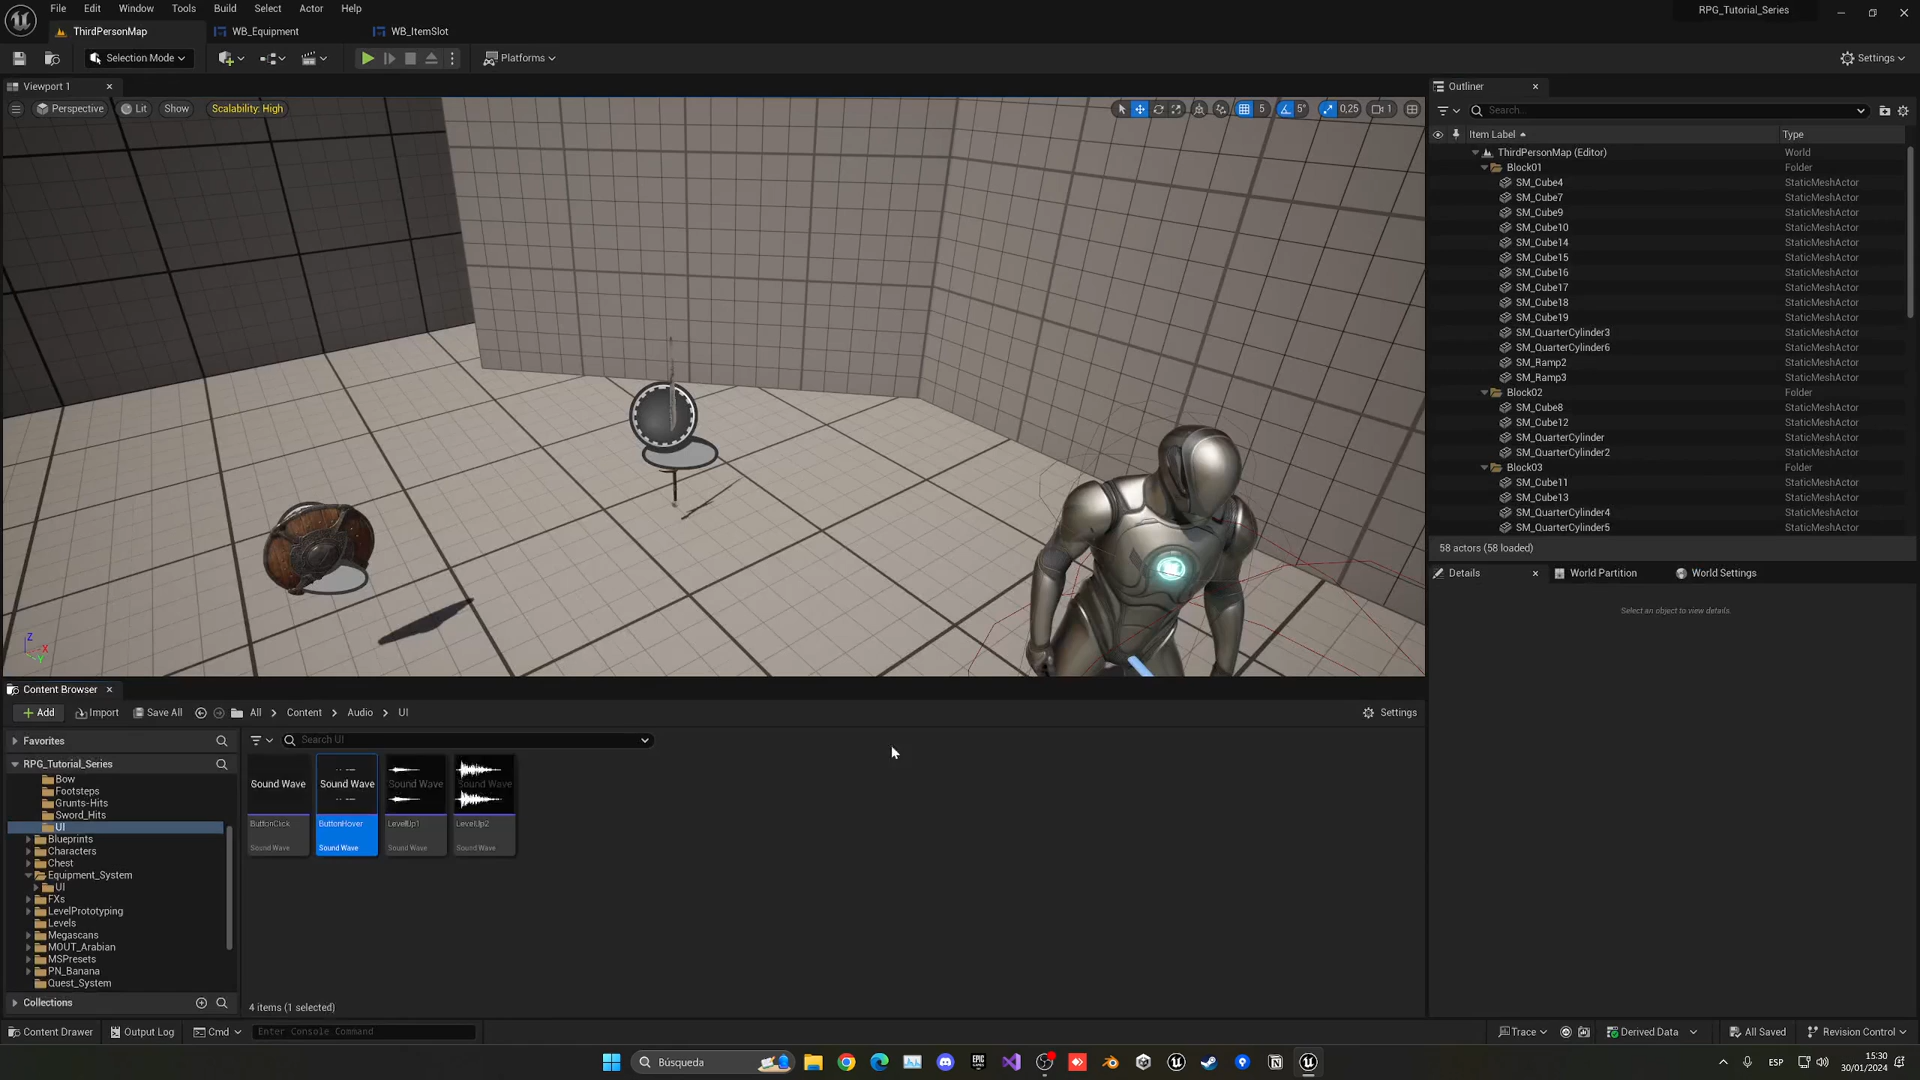 File Edit Window Tools Build Select Actor Help
RPG_Tutorial_Series
ThirdPersonMap WB_Equipment WB_ItemSlot
Selection Mode Platforms Settings
Viewport 1
Perspective Lit Show Scalability: High 5 5° 0,25 1
Outliner
Search...
Item Label Type
ThirdPersonMap (Editor) World
Block01 Folder
SM_Cube4 StaticMeshActor
SM_Cube7 StaticMeshActor
SM_Cube9 StaticMeshActor
SM_Cube10 StaticMeshActor
SM_Cube14 StaticMeshActor
SM_Cube15 StaticMeshActor
SM_Cube16 StaticMeshActor
SM_Cube17 StaticMeshActor
SM_Cube18 StaticMeshActor
SM_Cube19 StaticMeshActor
SM_QuarterCylinder3 StaticMeshActor
SM_QuarterCylinder6 StaticMeshActor
SM_Ramp2 StaticMeshActor
SM_Ramp3 StaticMeshActor
Block02 Folder
SM_Cube8 StaticMeshActor
SM_Cube12 StaticMeshActor
SM_QuarterCylinder StaticMeshActor
SM_QuarterCylinder2 StaticMeshActor
Block03 Folder
SM_Cube11 StaticMeshActor
SM_Cube13 StaticMeshActor
SM_QuarterCylinder4 StaticMeshActor
SM_QuarterCylinder5 StaticMeshActor
58 actors (58 loaded)
Details World Partition World Settings
Select an object to view details.
Z
X
Y
Content Browser
Add Import Save All All Content Audio UI Settings
Favorites
Search UI
RPG_Tutorial_Series
Bow
Footsteps
Grunts-Hits
Sword_Hits
UI
Blueprints
Characters
Chest
Equipment_System
UI
FXs
LevelPrototyping
Levels
Megascans
MOUT_Arabian
MSPresets
PN_Banana
Quest_System
Collections
Sound Wave Sound Wave Sound Wave Sound Wave
ButtonClick ButtonHover LevelUp1 LevelUp2
Sound Wave Sound Wave Sound Wave Sound Wave
4 items (1 selected)
Content Drawer Output Log Cmd Enter Console Command Trace Derived Data All Saved Revision Control
Búsqueda
EPIC GAMES
ESP
15:30
30/01/2024